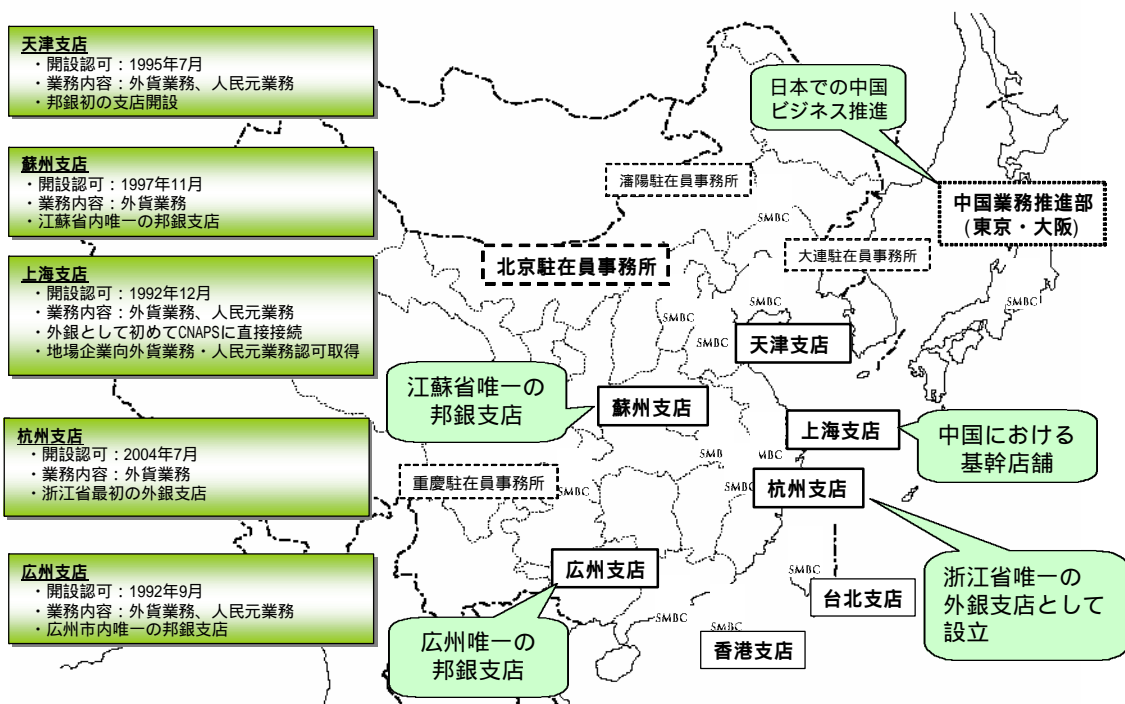 天津支店
・開設認可：1995年7月
・業務内容：外貨業務、人民元業務
・邦銀初の支店開設
蘇州支店
・開設認可：1997年11月
・業務内容：外貨業務
・江蘇省内唯一の邦銀支店
上海支店
・開設認可：1992年12月
・業務内容：外貨業務、人民元業務
・外銀として初めてCNAPSに直接接続
・地場企業向外貨業務・人民元業務認可取得
杭州支店
・開設認可：2004年7月
・業務内容：外貨業務
・浙江省最初の外銀支店
広州支店
・開設認可：1992年9月
・業務内容：外貨業務、人民元業務
・広州市内唯一の邦銀支店
日本での中国
ビジネス推進
瀋陽駐在員事務所
中国業務推進部
(東京・大阪)
SMBC
大連駐在員事務所
北京駐在員事務所
SMBC
SMBC
SMBC
SMBC
SMBC
天津支店
江蘇省唯一の
邦銀支店
蘇州支店
上海支店
中国における
基幹店舗
SMBC
SMB
MBC
重慶駐在員事務所
SMBC
SMBC
杭州支店
広州支店
SMBC
台北支店
浙江省唯一の
外銀支店として
設立
広州唯一の
邦銀支店
SMBC
SMBC
香港支店